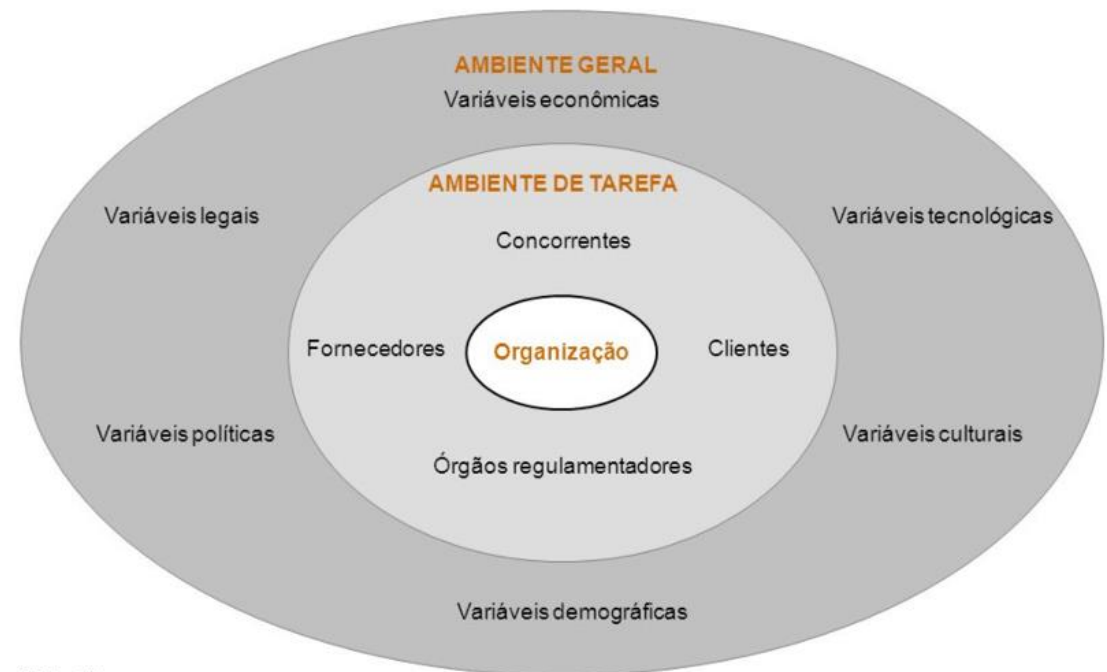 AMBIENTE GERAL
Variáveis econômicas
AMBIENTE DE TAREFA
Variáveis legais
Variáveis tecnológicas
Concorrentes
Fornecedores
Organização
Clientes
Variáveis políticas
Variáveis culturais
Órgãos regulamentadores
Variáveis demográficas